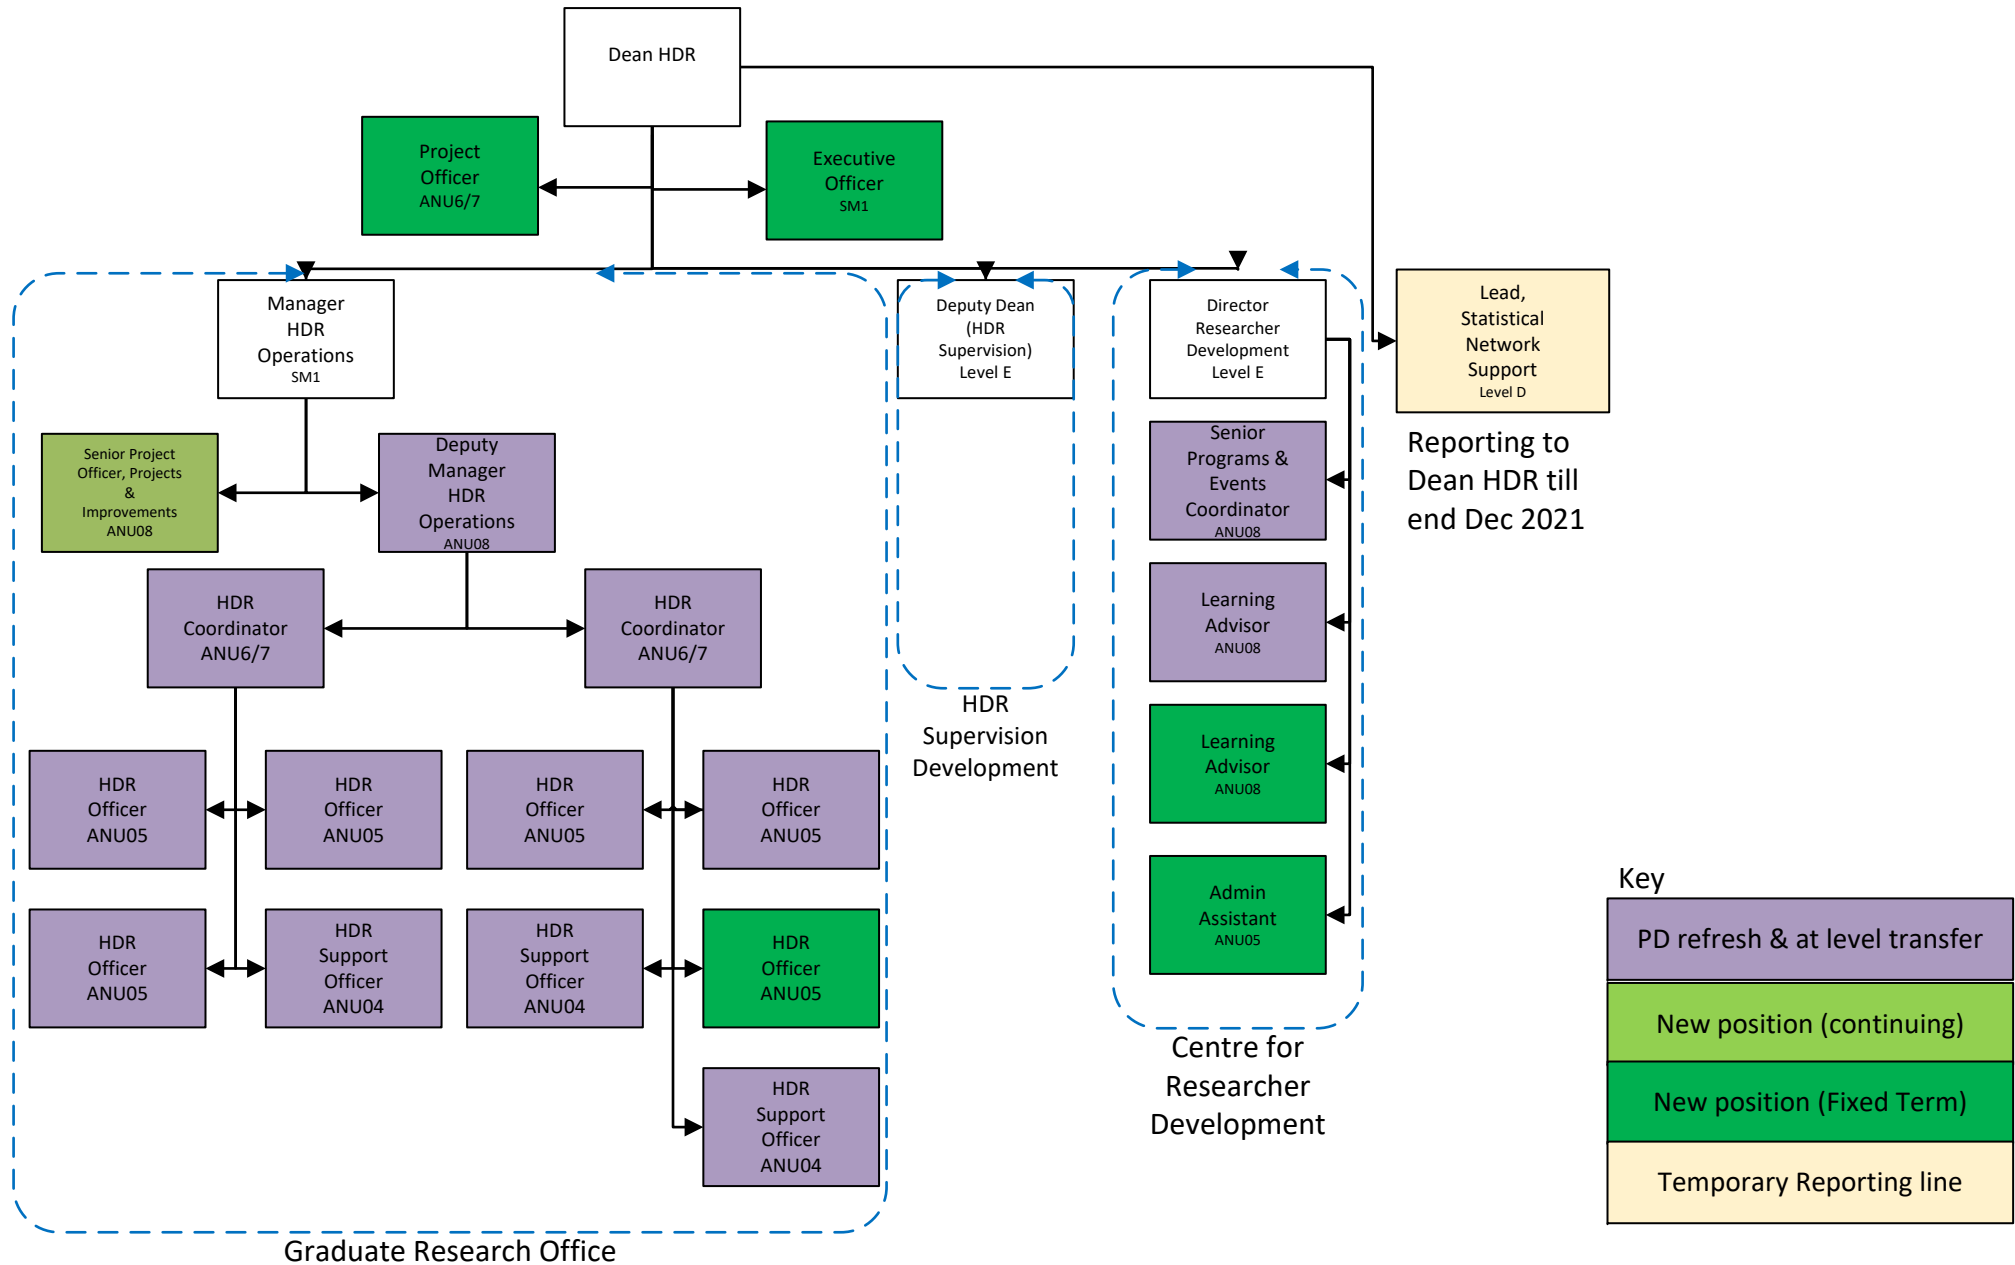 Dean HDR
Project
Officer
ANU6/7
Executive
Officer
SM1
Manager
HDR
Operations
SM1
Deputy Dean
(HDR
Supervision)
Level E
Director
Researcher
Development
Level E
Lead,
Statistical
Network
Support
Level D
Reporting to
Dean HDR till
end Dec 2021
Senior Project
Officer, Projects
&
Improvements
ANU08
Deputy
Manager
HDR
Operations
ANU08
Senior
Programs &
Events
Coordinator
ANU08
HDR
Coordinator
ANU6/7
HDR
Coordinator
ANU6/7
Learning
Advisor
ANU08
HDR
Supervision
Development
Learning
Advisor
ANU08
HDR
Officer
ANU05
HDR
Officer
ANU05
HDR
Officer
ANU05
HDR
Officer
ANU05
Admin
Assistant
ANU05
HDR
Officer
ANU05
HDR
Support
Officer
ANU04
HDR
Support
Officer
ANU04
HDR
Officer
ANU05
HDR
Support
Officer
ANU04
Centre for
Researcher
Development
Graduate Research Office
Key
PD refresh & at level transfer
New position (continuing)
New position (Fixed Term)
Temporary Reporting line